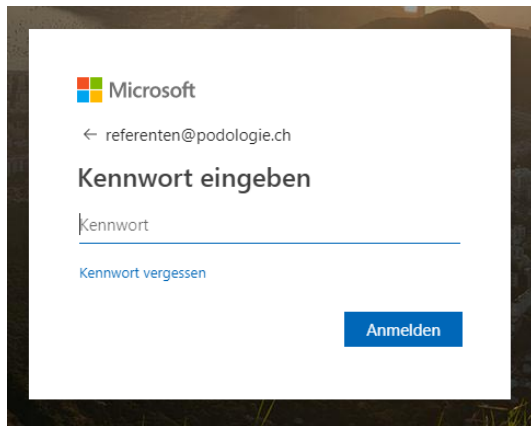 Microsoft
← referenten@podologie.ch
Kennwort eingeben
Kennwort
Kennwort vergessen
Anmelden